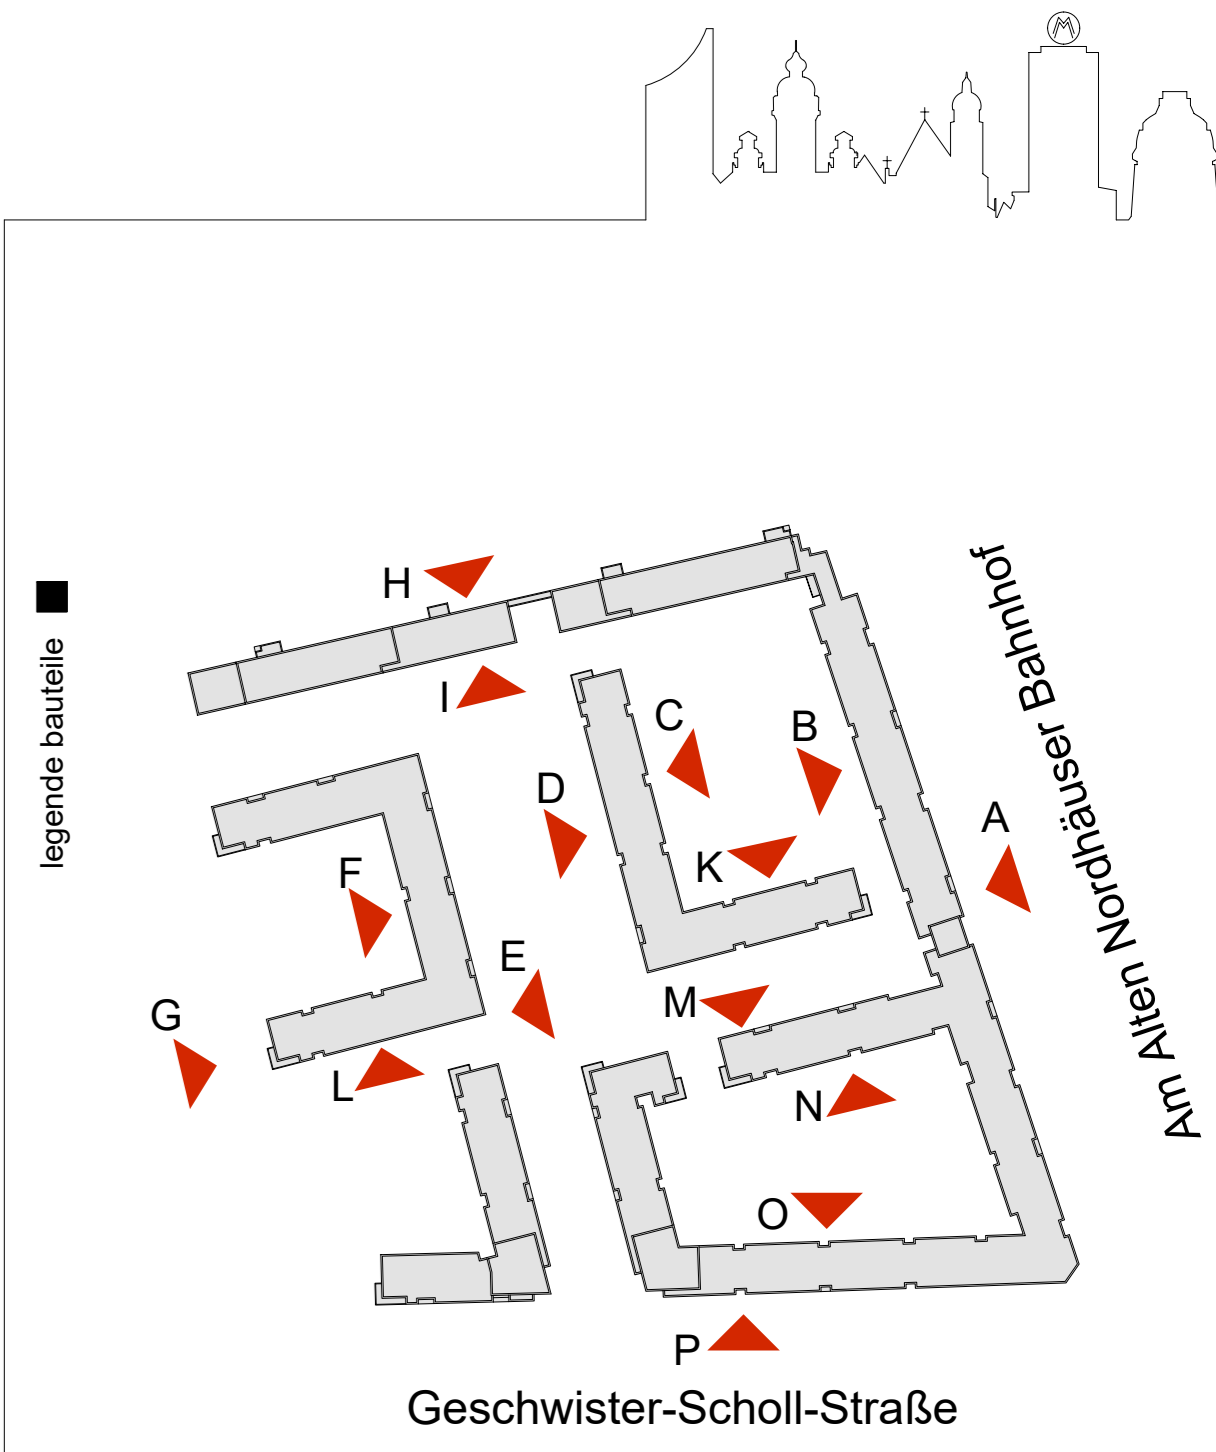 M
legende bauteile
H
I
C
B
D
A
K
F
E
M
G
L
N
O
P
Am Alten Nordhäuser Bahnhof
Geschwister-Scholl-Straße